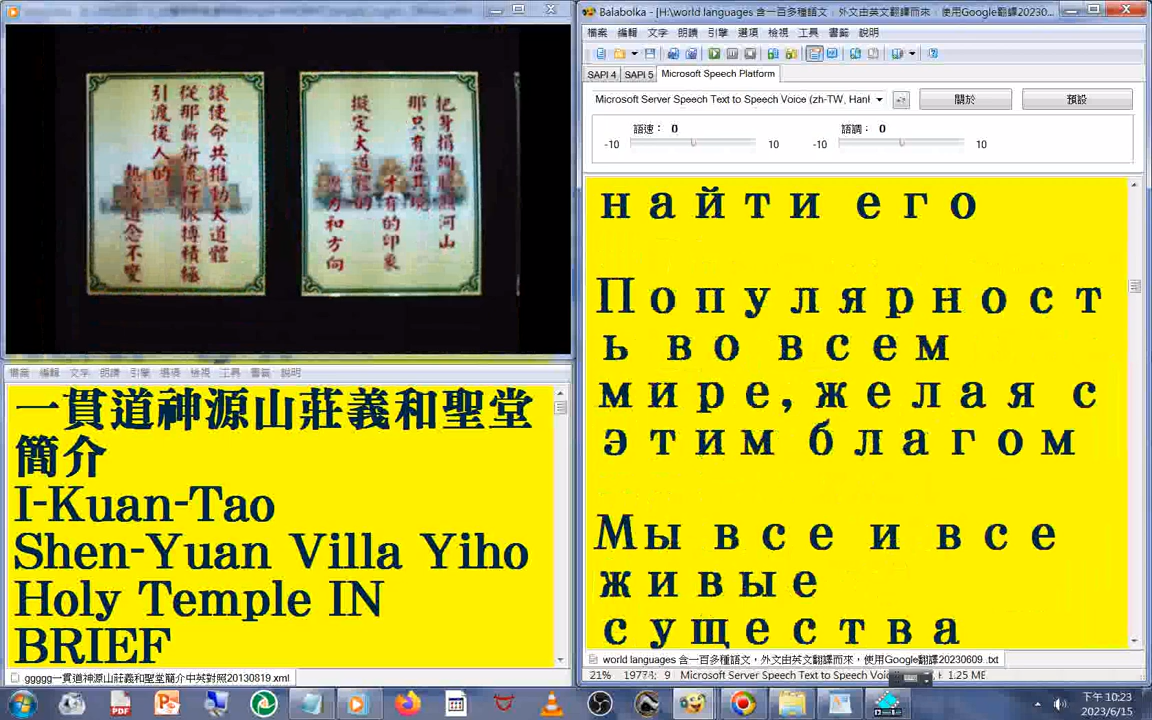 讓使命共推動大道體
從那嶄新流行脈搏積極
引渡後人的
熱誠道念不變
那只有歷其境
才有的印象
擬定大道體的
和方向
Balabolka - [H:\world languages 含一百多種語文，外文由英文翻譯而來，使用Google翻譯20230...
檔案 編輯 文字 朗讀 引擎 選項 檢視 工具 書籤 說明
SAPI 4 SAPI 5 Microsoft Speech Platform
Microsoft Server Speech Text to Speech Voice (zh-TW, HanH
關於 預設
語速： 0 語調： 0
-10 10 -10 10
найти его
Популярност
ь во всем
мире, желая с
этим благом
Мы все и все
живые
существа
world languages 含一百多種語文，外文由英文翻譯而來，使用Google翻譯20230609 .txt
21% 19774: 9 Microsoft Server Speech Text to Speech Voice 1.25 ME
檔案 編輯 文字 朗讀 引擎 選項 檢視 工具 書籤 說明
一貫道神源山莊義和聖堂
簡介
I-Kuan-Tao
Shen-Yuan Villa Yiho
Holy Temple IN
BRIEF
ggggg一貫道神源山莊義和聖堂簡介中英對照20130819.xml
下午 10:23
2023/6/15